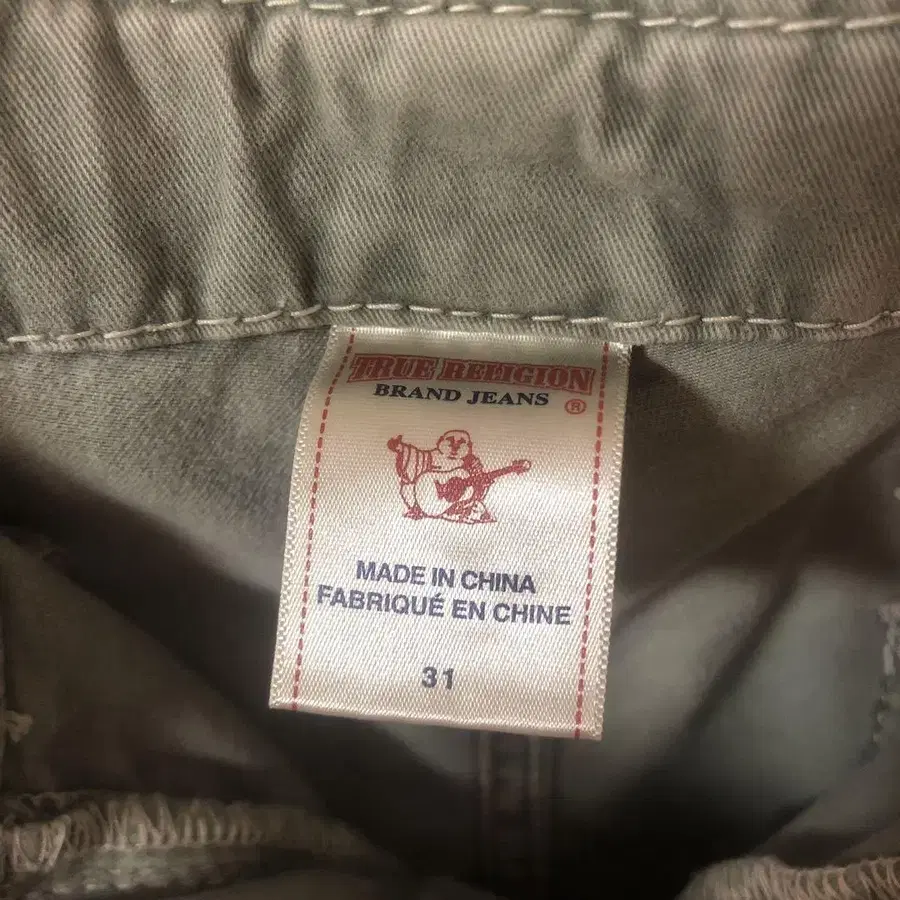 TRUE RELIGION
BRAND JEANS ®
MADE IN CHINA
FABRIQUÉ EN CHINE
31